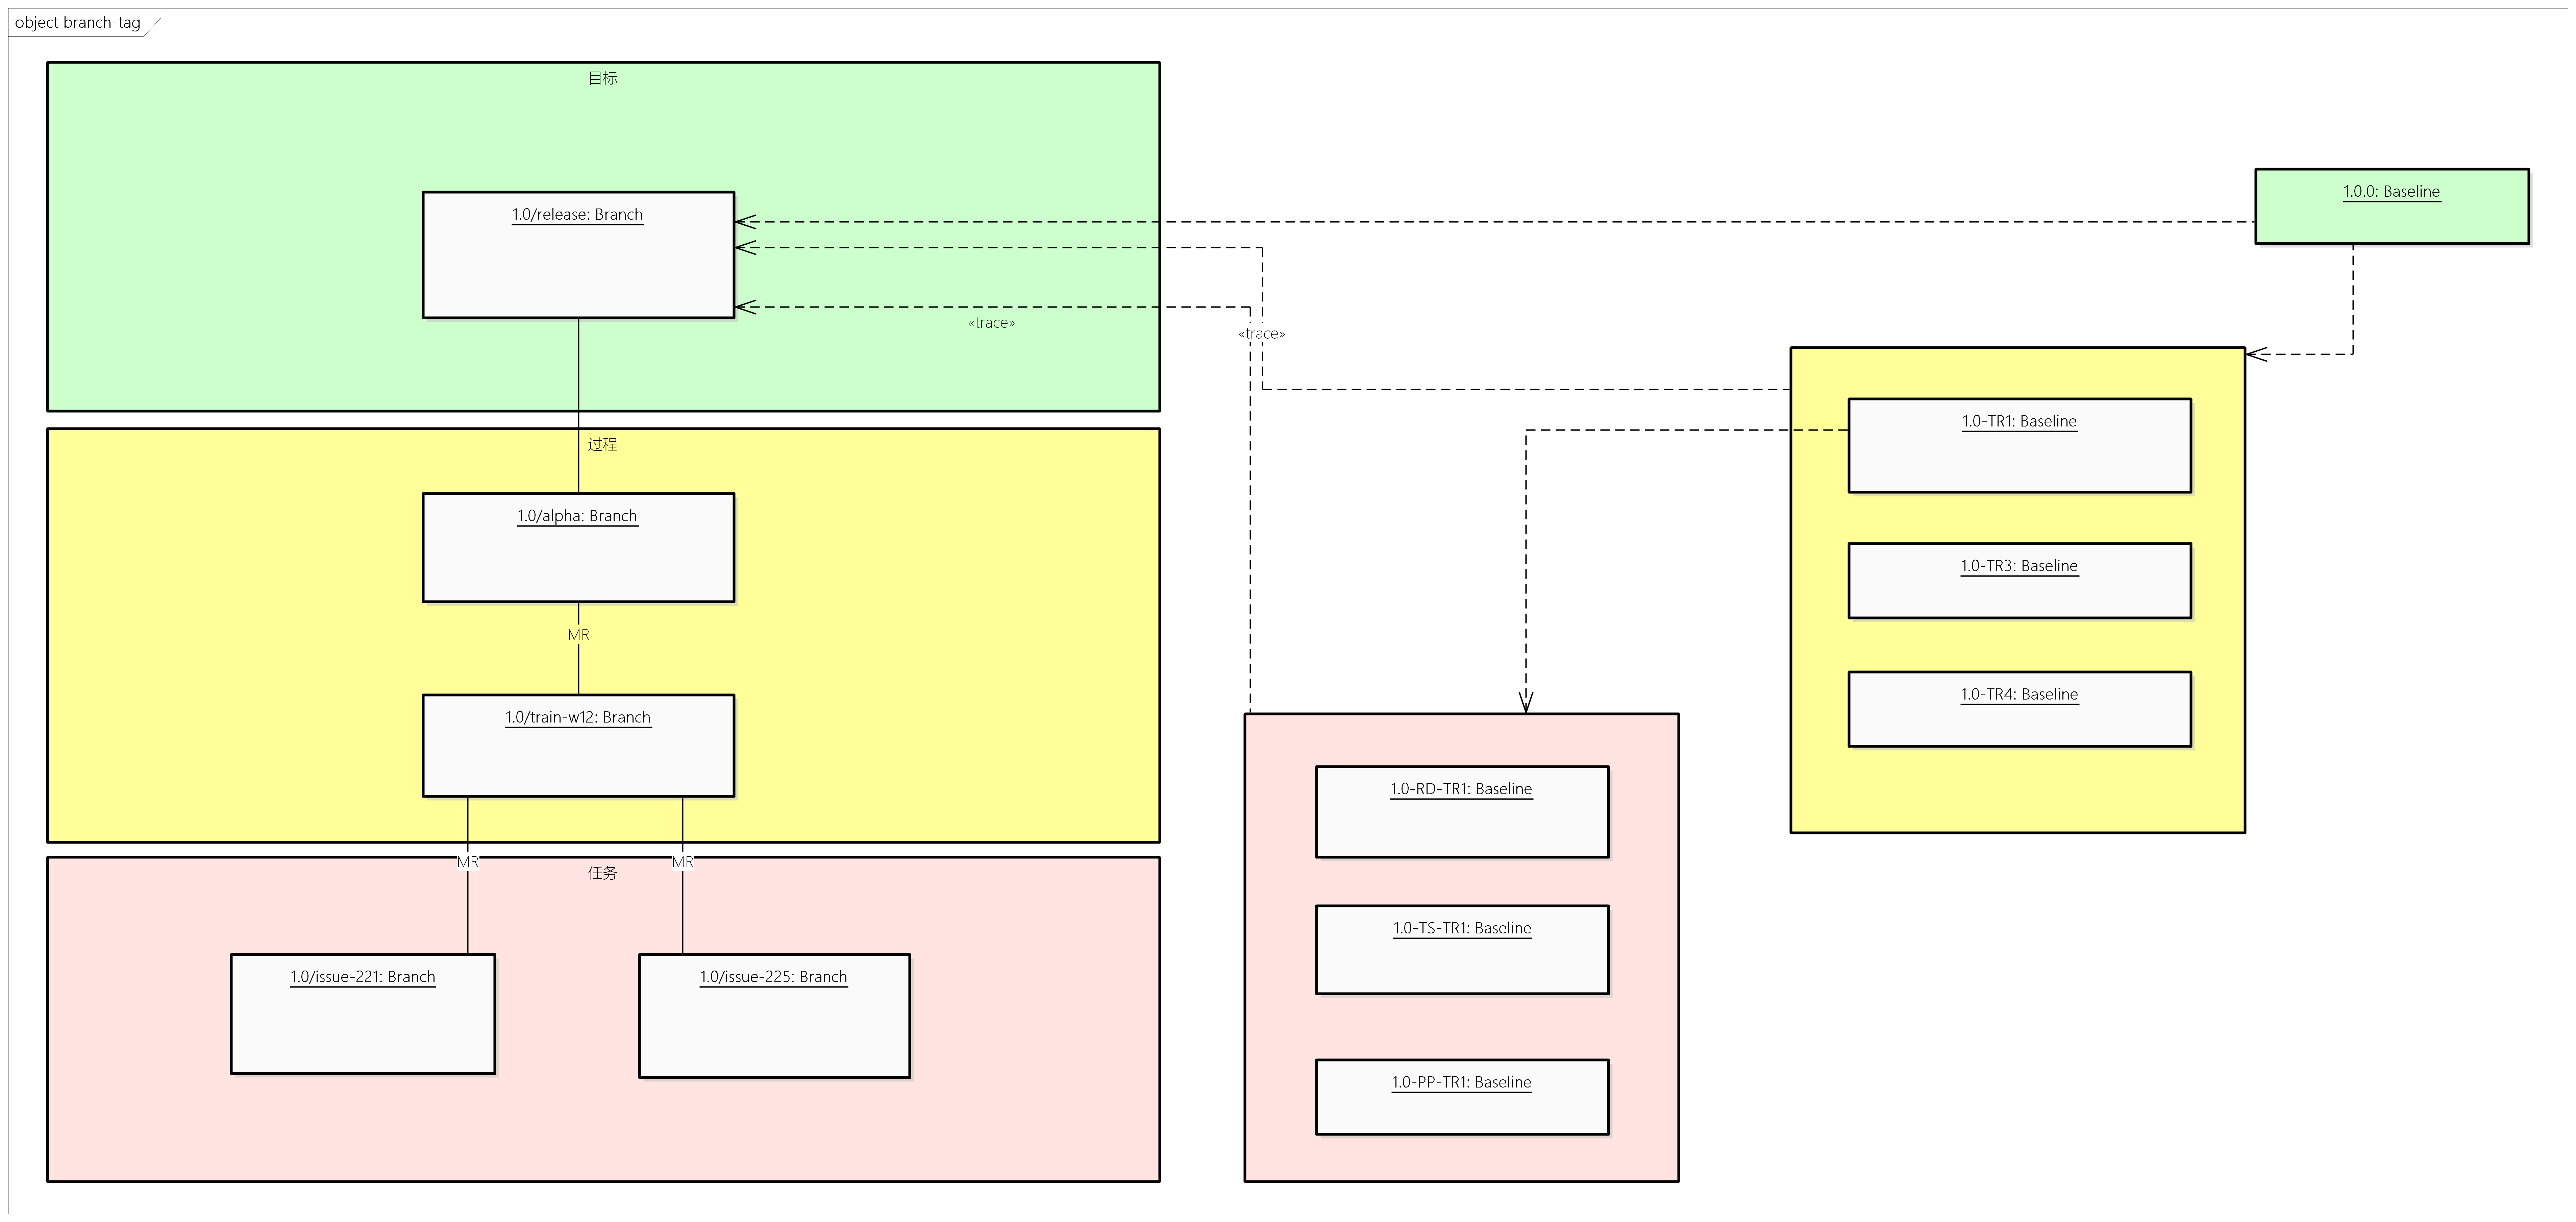 object branch-tag
目标
1.0/release: Branch
«trace»
«trace»
1.0.0: Baseline
过程
1.0/alpha: Branch
MR
1.0/train-w12: Branch
MR
MR
任务
1.0/issue-221: Branch
1.0/issue-225: Branch
1.0-TR1: Baseline
1.0-TR3: Baseline
1.0-TR4: Baseline
1.0-RD-TR1: Baseline
1.0-TS-TR1: Baseline
1.0-PP-TR1: Baseline